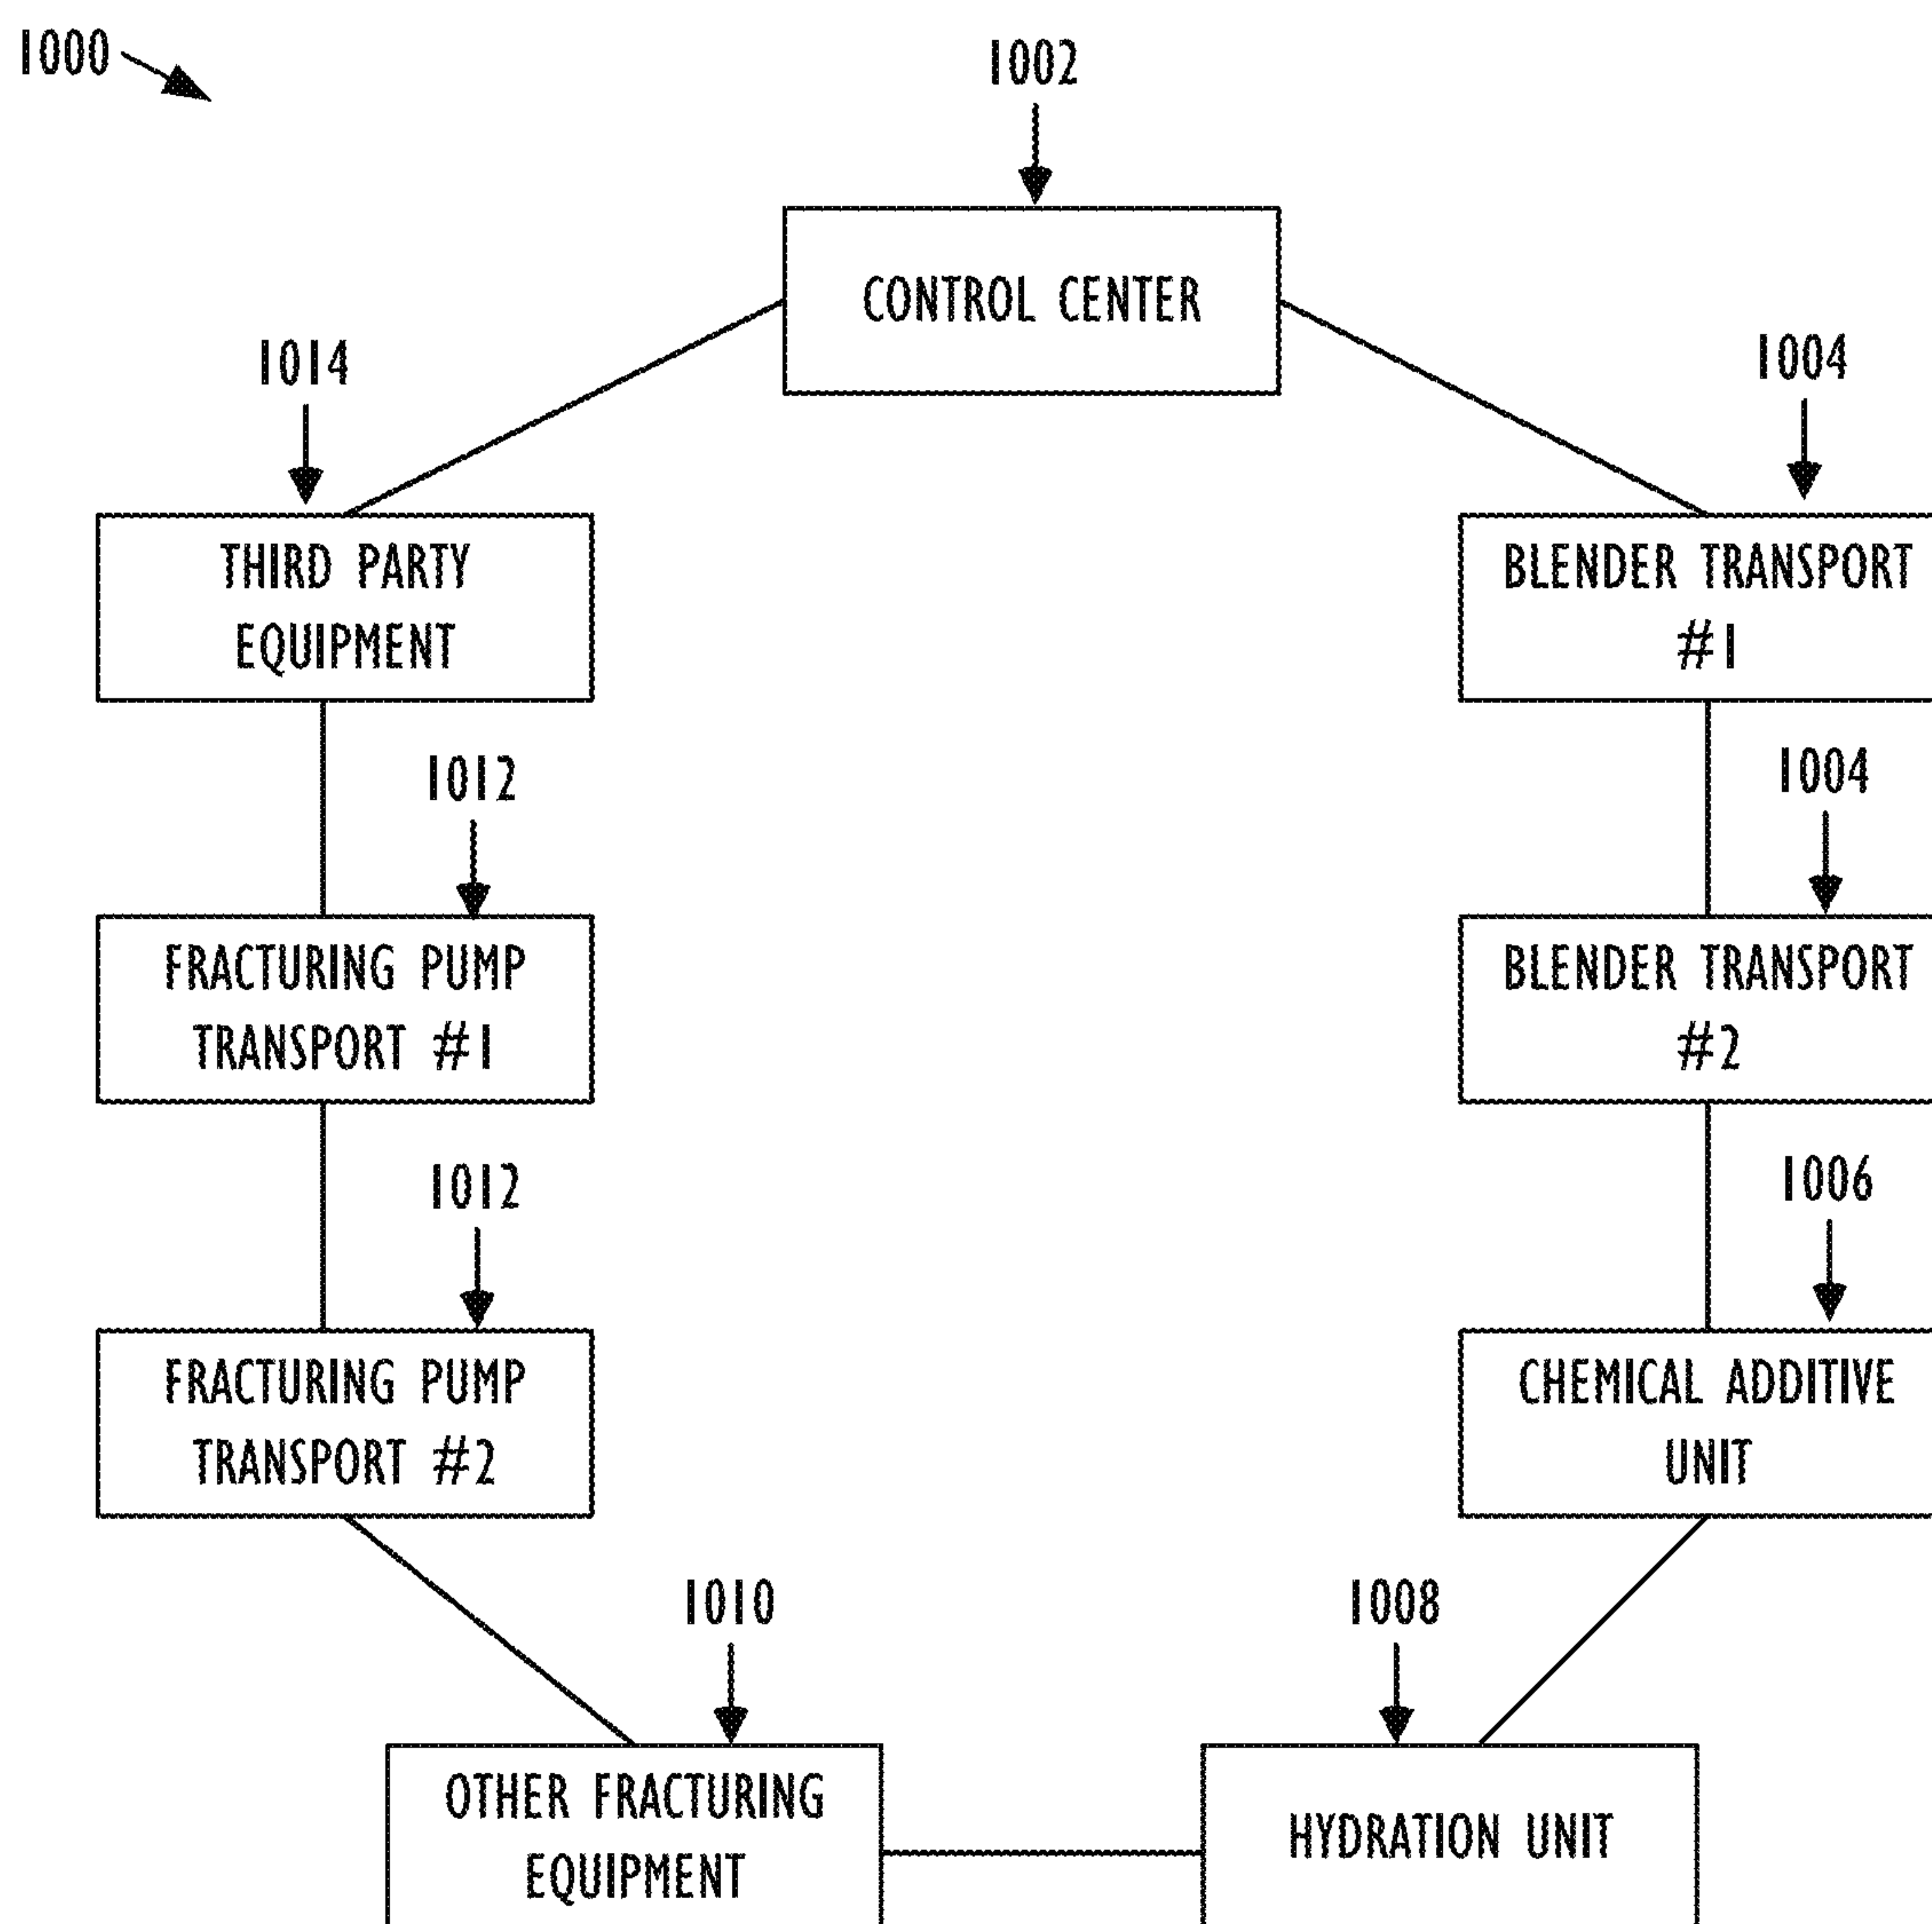 1000
1002
CONTROL CENTER
1014
1004
THIRD PARTY
EQUIPMENT
BLENDER TRANSPORT
#1
1012
1004
FRACTURING PUMP
TRANSPORT #1
BLENDER TRANSPORT
#2
1012
1006
FRACTURING PUMP
TRANSPORT #2
CHEMICAL ADDITIVE
UNIT
1010
1008
OTHER FRACTURING
EQUIPMENT
HYDRATION UNIT